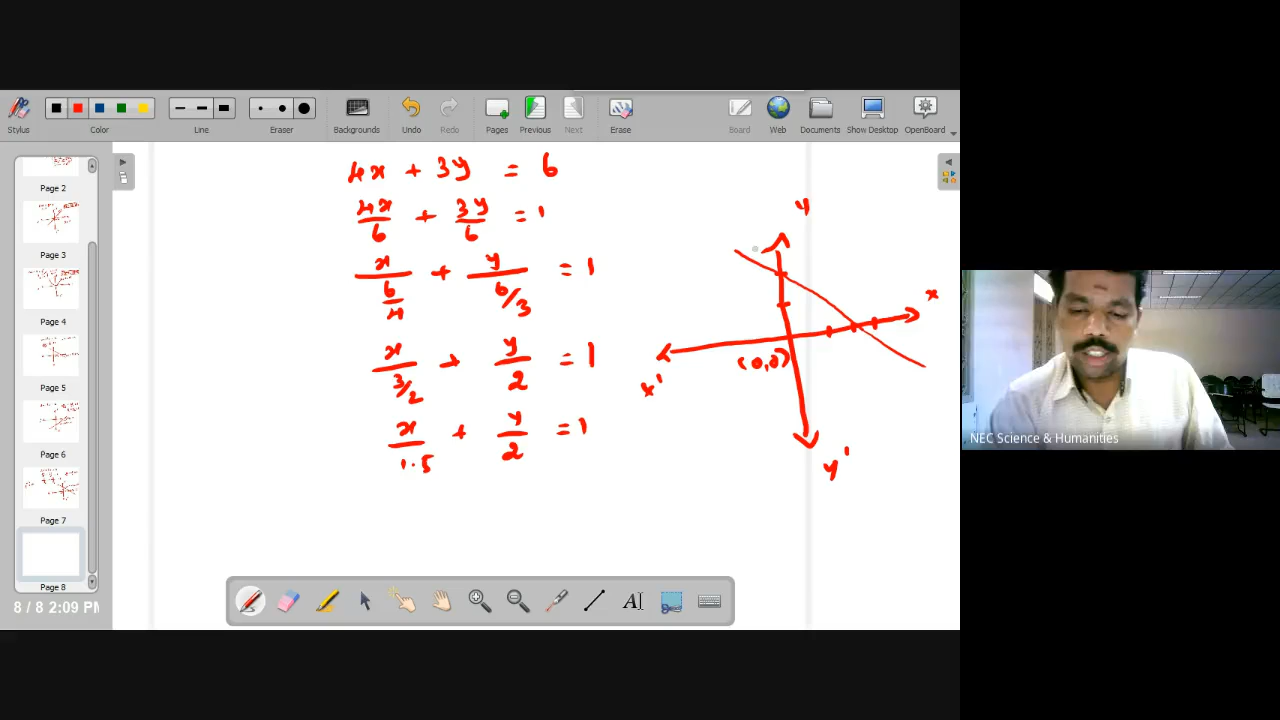 Stylus Color Line Eraser Backgrounds Undo Redo Pages Previous Next Erase Board Web Documents Show Desktop OpenBoard
Page 2
Page 3
Page 4
Page 5
Page 6
Page 7
Page 8
8 / 8 2:09 PM
4x + 3y = 6
4x/6 + 3y/6 = 1
x/(6/4) + y/(6/3) = 1
x/(3/2) + y/2 = 1
x/1.5 + y/2 = 1
y
x
(0,0)
x'
y'
NEC Science & Humanities